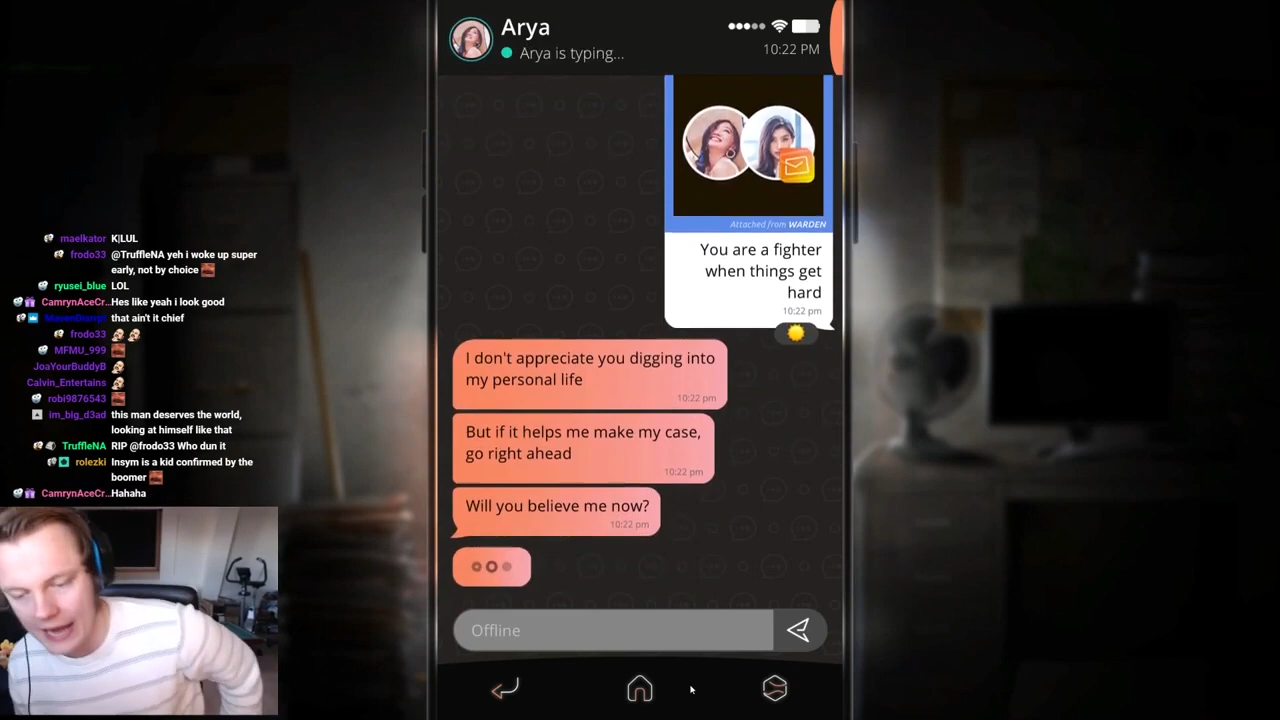 Arya
Arya is typing...
10:22 PM
Attached from WARDEN
You are a fighter
when things get
hard
10:22 pm
I don't appreciate you digging into
my personal life
10:22 pm
But if it helps me make my case,
go right ahead
10:22 pm
Will you believe me now?
10:22 pm
Offline
maelkator K|LUL
frodo33 @TruffleNA yeh i woke up super
early, not by choice
ryusei_blue LOL
CamrynAceCr... Hes like yeah i look good
that ain't it chief
frodo33
MFMU_999
JoaYourBuddyB
Calvin_Entertains
robi9876543
im_big_d3ad this man deserves the world,
looking at himself like that
TruffleNA RIP @frodo33 Who dun it
rolezki Insym is a kid confirmed by the
boomer
CamrynAceCr... Hahaha